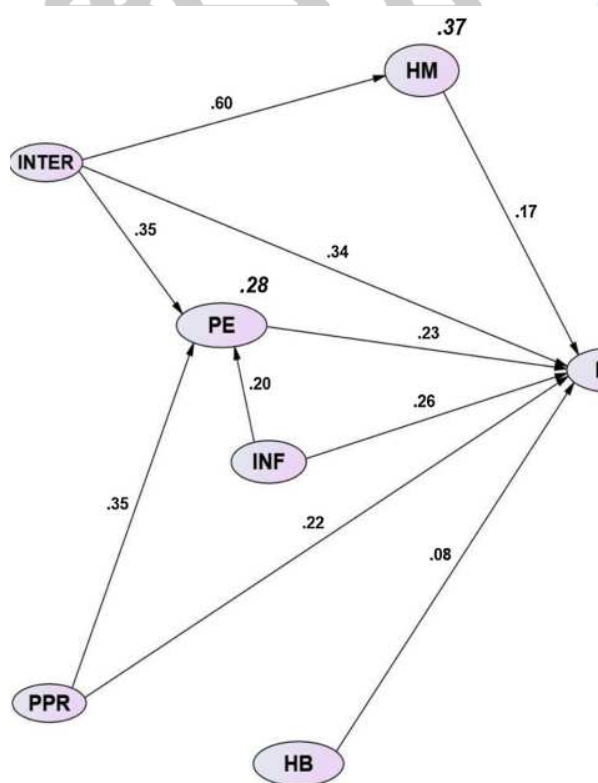 .37
HM
.60
INTER
.17
.35
.34
.28
PE
.23
.20
.26
INF
.35
.22
.08
PPR
HB